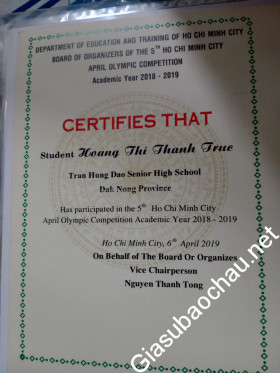 DEPARTMENT OF EDUCATION AND TRAINING OF HO CHI MINH CITY
BOARD OF ORGANIZERS OF THE 5TH HO CHI MINH CITY
APRIL OLYMPIC COMPETITION
Academic Year 2018 - 2019
CERTIFIES THAT
Student Hoang Thi Thanh Truc
Tran Hung Dao Senior High School
Dak Nong Province
Has participated in the 5th Ho Chi Minh City
April Olympic Competition Academic Year 2018 - 2019
Ho Chi Minh City, 6th April 2019
On Behalf of The Board Or Organizes
Vice Chairperson
Nguyen Thanh Tong
Giasubaochau.net